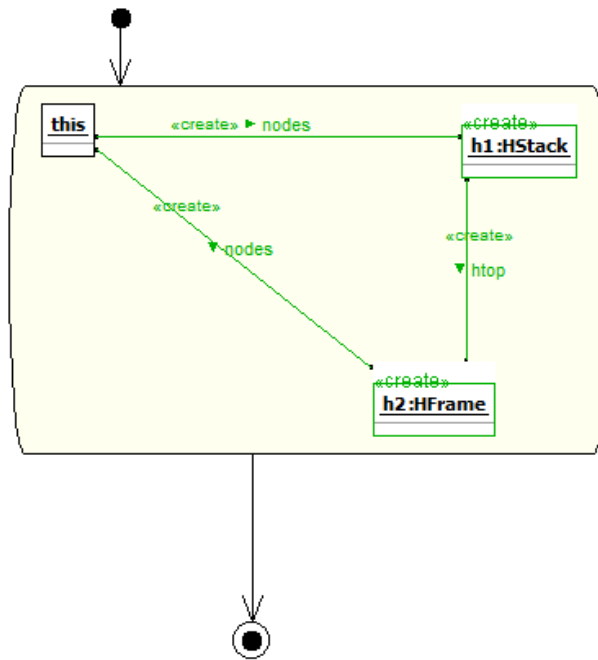 «create»
this
«create» ► nodes
h1:HStack
«create»
«create»
▼ nodes
▼ htop
«create»
h2:HFrame